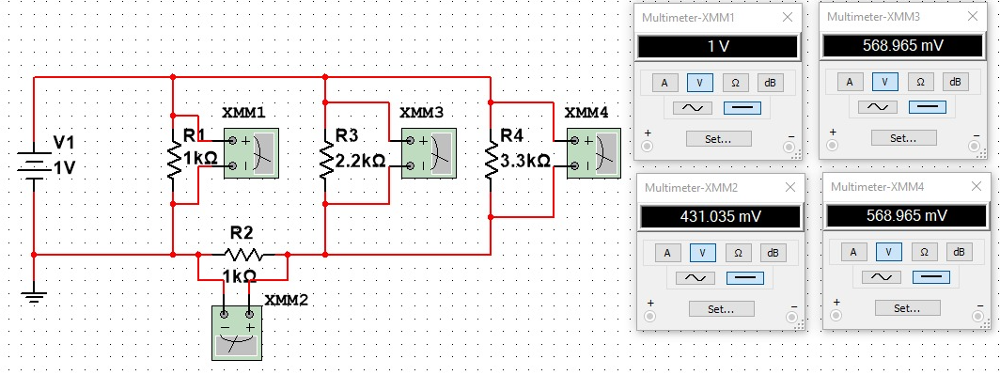 V1
1V
R1
1kΩ
XMM1
R3
2.2kΩ
XMM3
R4
3.3kΩ
XMM4
R2
1kΩ
XMM2
Multimeter-XMM1
1 V
A V Ω dB
Set...
+ −
Multimeter-XMM3
568.965 mV
A V Ω dB
Set...
+ −
Multimeter-XMM2
431.035 mV
A V Ω dB
Set...
+ −
Multimeter-XMM4
568.965 mV
A V Ω dB
Set...
+ −